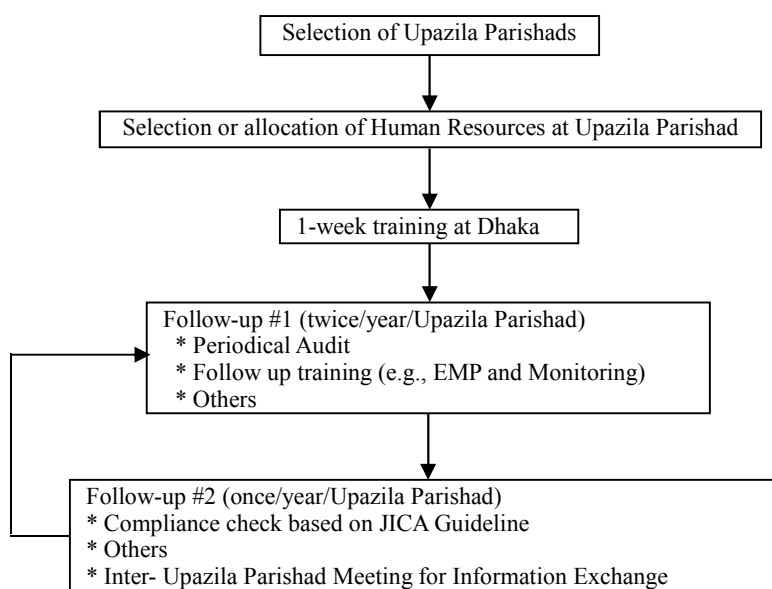 Selection of Upazila Parishads
Selection or allocation of Human Resources at Upazila Parishad
1-week training at Dhaka
Follow-up #1 (twice/year/Upazila Parishad)
* Periodical Audit
* Follow up training (e.g., EMP and Monitoring)
* Others
Follow-up #2 (once/year/Upazila Parishad)
* Compliance check based on JICA Guideline
* Others
* Inter- Upazila Parishad Meeting for Information Exchange